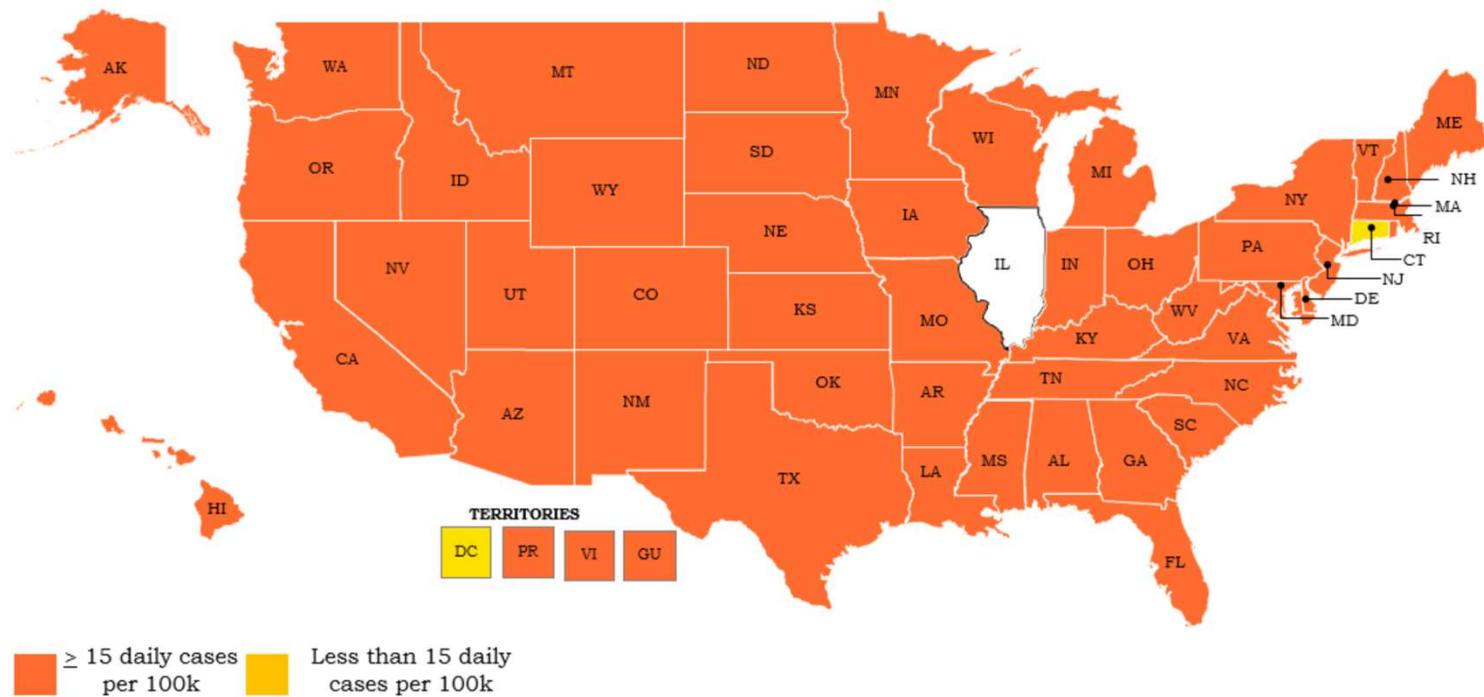 AK
WA
MT
ND
MN
ME
OR
ID
WY
SD
WI
MI
VT
NH
NY
MA
RI
IA
NE
PA
CT
NV
UT
CO
IL
IN
OH
NJ
KS
MO
WV
DE
MD
CA
KY
VA
AZ
NM
OK
AR
TN
NC
SC
TX
LA
MS
AL
GA
HI
FL
TERRITORIES
DC PR VI GU
≥ 15 daily cases
per 100k
Less than 15 daily
cases per 100k